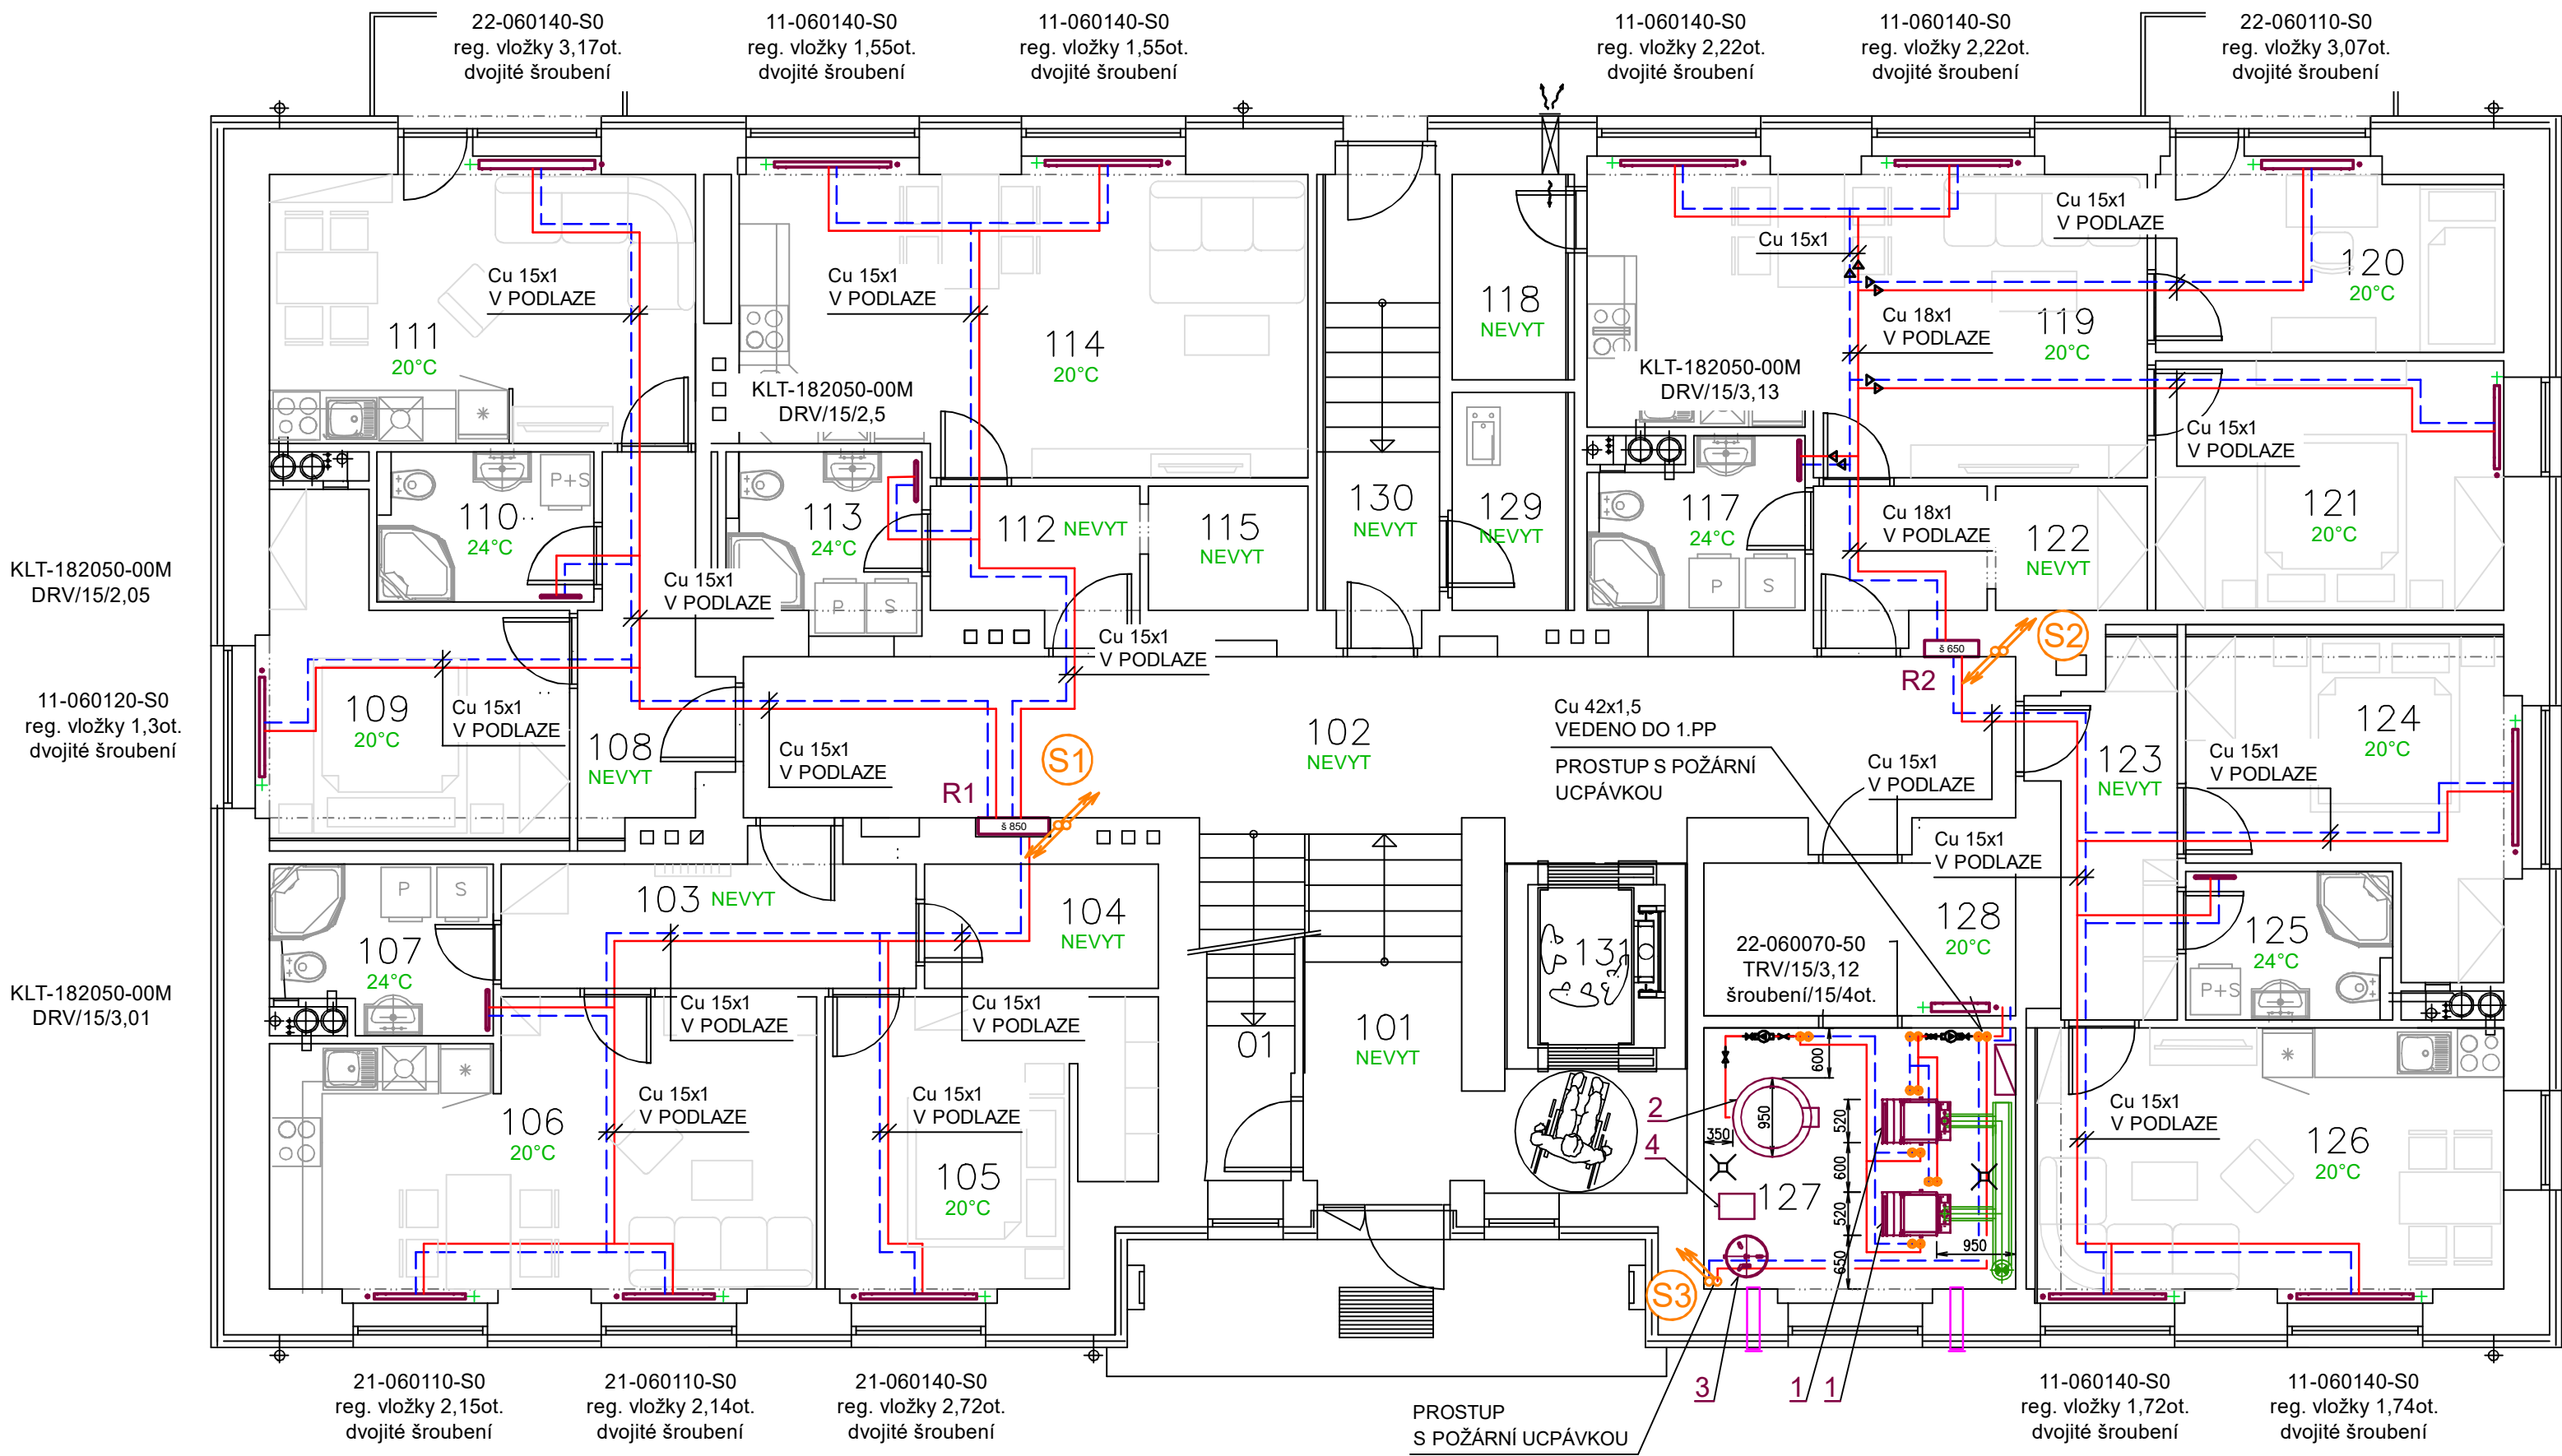 22-060140-S0
reg. vložky 3,17ot.
dvojité šroubení
11-060140-S0
reg. vložky 1,55ot.
dvojité šroubení
11-060140-S0
reg. vložky 1,55ot.
dvojité šroubení
11-060140-S0
reg. vložky 2,22ot.
dvojité šroubení
11-060140-S0
reg. vložky 2,22ot.
dvojité šroubení
22-060110-S0
reg. vložky 3,07ot.
dvojité šroubení
Cu 15x1
V PODLAZE
111
20°C
Cu 15x1
V PODLAZE
114
20°C
KLT-182050-00M
DRV/15/2,5
118
NEVYT
Cu 15x1
Cu 15x1
V PODLAZE
120
20°C
Cu 18x1
V PODLAZE
119
20°C
KLT-182050-00M
DRV/15/3,13
Cu 15x1
V PODLAZE
P+S
110
24°C
113
24°C
112 NEVYT
115
NEVYT
130
NEVYT
129
NEVYT
117
24°C
Cu 18x1
V PODLAZE
122
NEVYT
121
20°C
KLT-182050-00M
DRV/15/2,05
Cu 15x1
V PODLAZE
P
S
P
S
Cu 15x1
V PODLAZE
š 650
S2
R2
11-060120-S0
reg. vložky 1,3ot.
dvojité šroubení
109
20°C
Cu 15x1
V PODLAZE
108
NEVYT
Cu 15x1
V PODLAZE
R1
S1
š 850
102
NEVYT
Cu 42x1,5
VEDENO DO 1.PP
PROSTUP S POŽÁRNÍ
UCPÁVKOU
Cu 15x1
V PODLAZE
123
NEVYT
124
20°C
Cu 15x1
V PODLAZE
Cu 15x1
V PODLAZE
P
S
103 NEVYT
104
NEVYT
107
24°C
131
128
20°C
22-060070-50
TRV/15/3,12
šroubení/15/4ot.
125
24°C
P+S
KLT-182050-00M
DRV/15/3,01
Cu 15x1
V PODLAZE
Cu 15x1
V PODLAZE
01
101
NEVYT
600
106
20°C
Cu 15x1
V PODLAZE
Cu 15x1
V PODLAZE
105
20°C
2
4
350
950
520
600
520
650
950
127
Cu 15x1
V PODLAZE
126
20°C
S3
3
1
1
21-060110-S0
reg. vložky 2,15ot.
dvojité šroubení
21-060110-S0
reg. vložky 2,14ot.
dvojité šroubení
21-060140-S0
reg. vložky 2,72ot.
dvojité šroubení
PROSTUP
S POŽÁRNÍ UCPÁVKOU
11-060140-S0
reg. vložky 1,72ot.
dvojité šroubení
11-060140-S0
reg. vložky 1,74ot.
dvojité šroubení